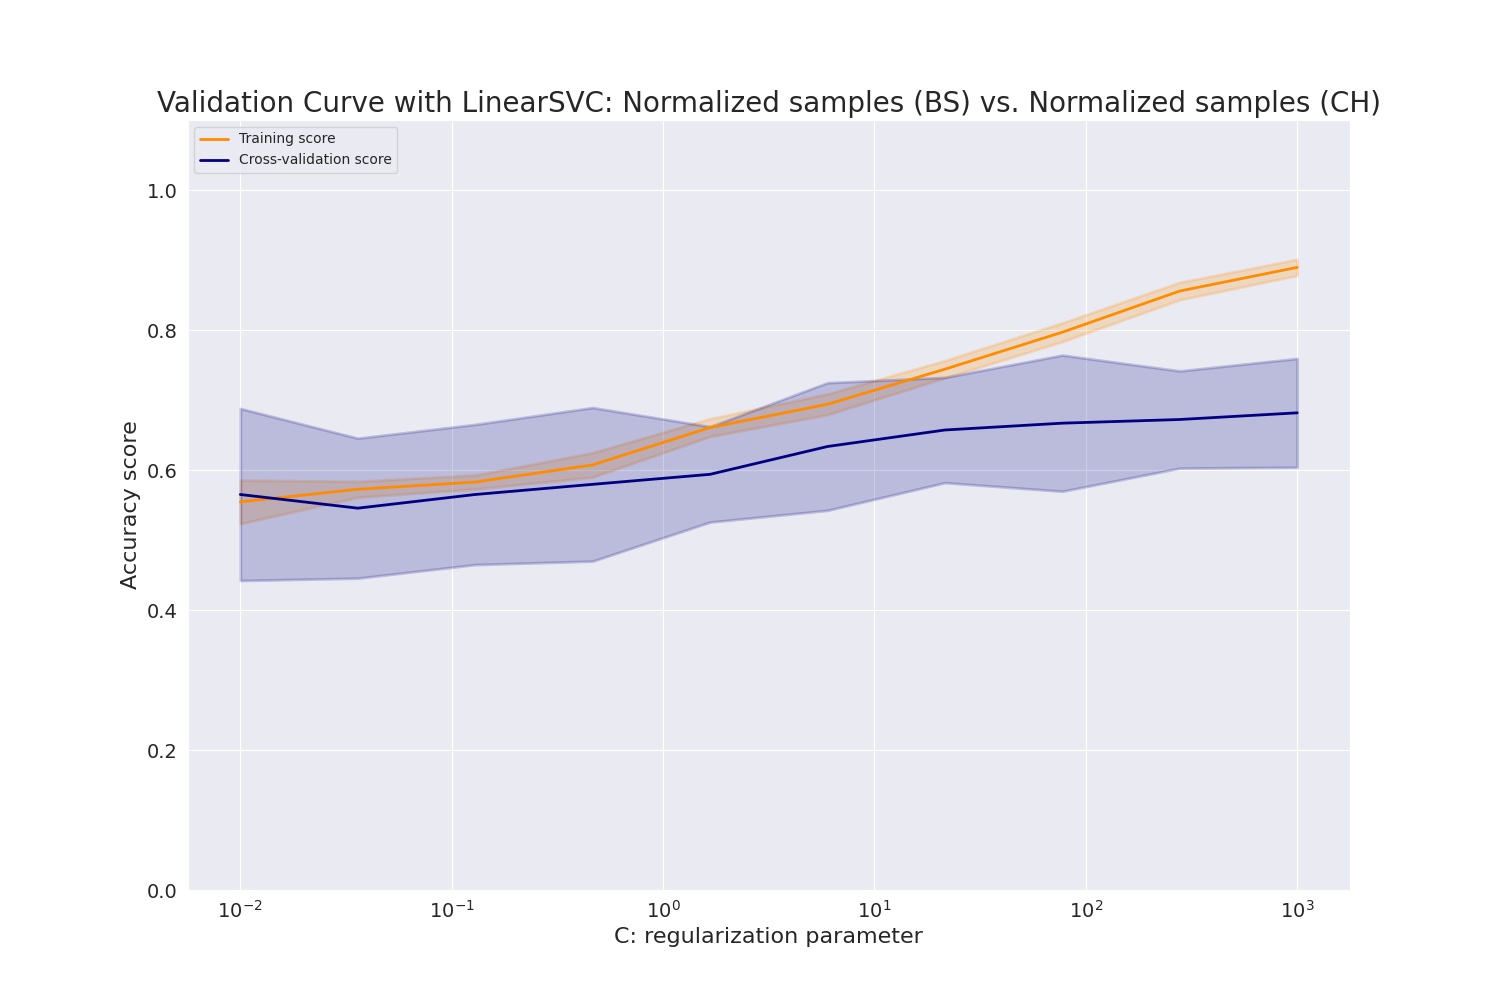 Validation Curve with LinearSVC: Normalized samples (BS) vs. Normalized samples (CH)
Training score
Cross-validation score
1.0
0.8
0.6
0.4
0.2
0.0
Accuracy score
10⁻² 10⁻¹ 10⁰ 10¹ 10² 10³
C: regularization parameter